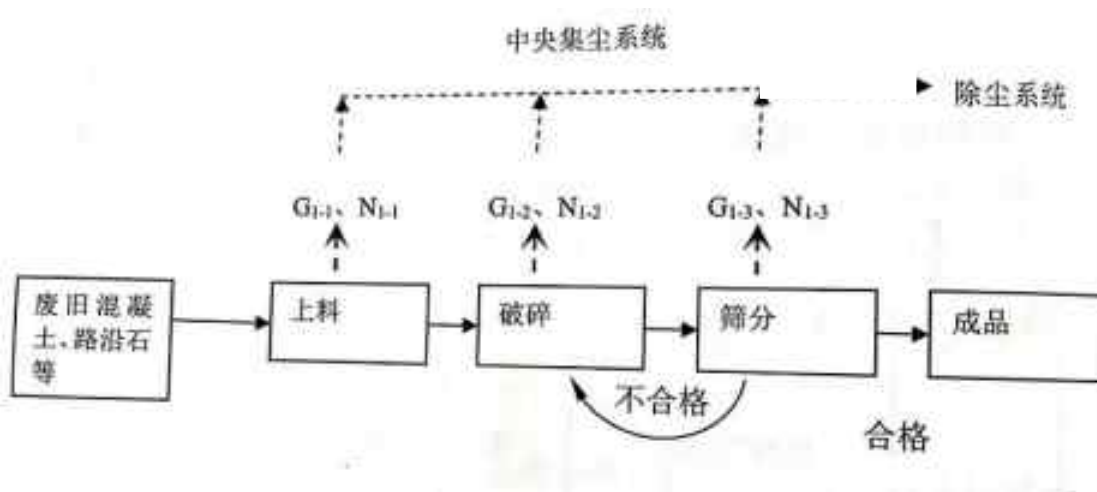 中央集尘系统
除尘系统
G1-1、N1-1
G1-2、N1-2
G1-3、N1-3
废旧混凝
土、路沿石
等
上料
破碎
筛分
成品
不合格
合格